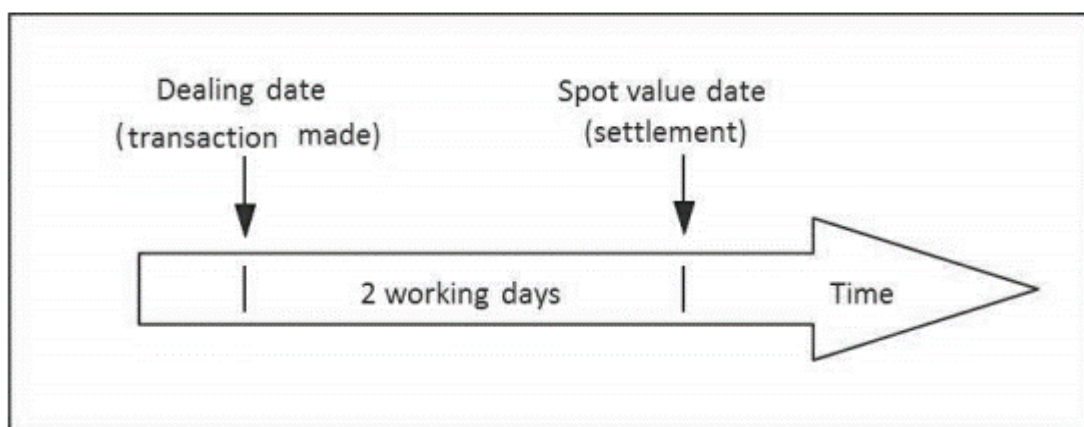 Dealing date
(transaction made)
Spot value date
(settlement)
2 working days
Time